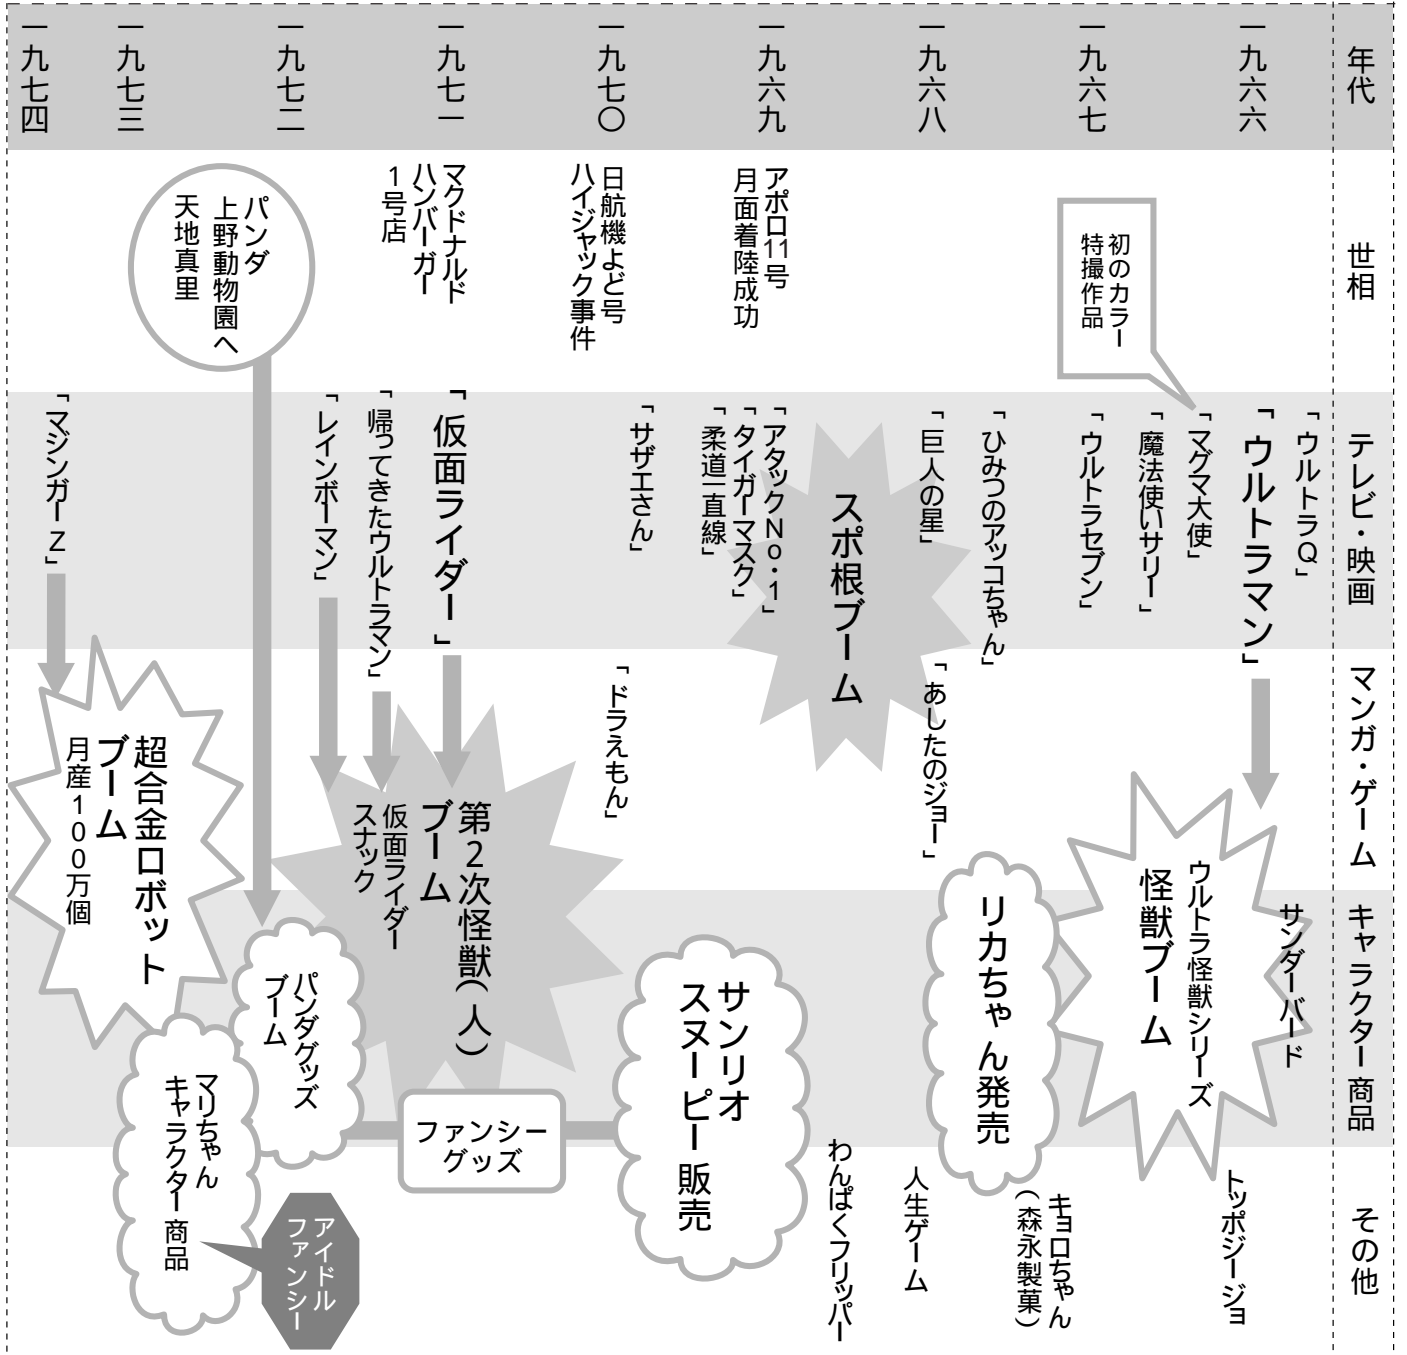 年代
一九六六
一九六七
一九六八
一九六九
一九七〇
一九七一
一九七二
一九七三
一九七四
世相
初のカラー
特撮作品
アポロ11号
月面着陸成功
日航機よど号
ハイジャック事件
マクドナルド
ハンバーガー
1号店
パンダ
上野動物園へ
天地真里
テレビ・映画
「ウルトラQ」
「ウルトラマン」
「マグマ大使」
「魔法使いサリー」
「ウルトラセブン」
「ひみつのアッコちゃん」
「巨人の星」
スポ根ブーム
「アタックNo・1」
「タイガーマスク」
「柔道一直線」
「サザエさん」
「仮面ライダー」
「帰ってきたウルトラマン」
「レインボーマン」
「マジンガーZ」
マンガ・ゲーム
「あしたのジョー」
「ドラえもん」
キャラクター商品
サンダーバード
ウルトラ怪獣シリーズ
怪獣ブーム
リカちゃん発売
サンリオ
スヌーピー販売
第2次怪獣(人)
ブーム
仮面ライダー
スナック
ファンシー
グッズ
パンダグッズ
ブーム
超合金ロボット
ブーム
月産100万個
マリちゃん
キャラクター商品
アイドル
ファンシー
その他
トッポジージョ
キョロちゃん
(森永製菓)
人生ゲーム
わんぱくフリッパー